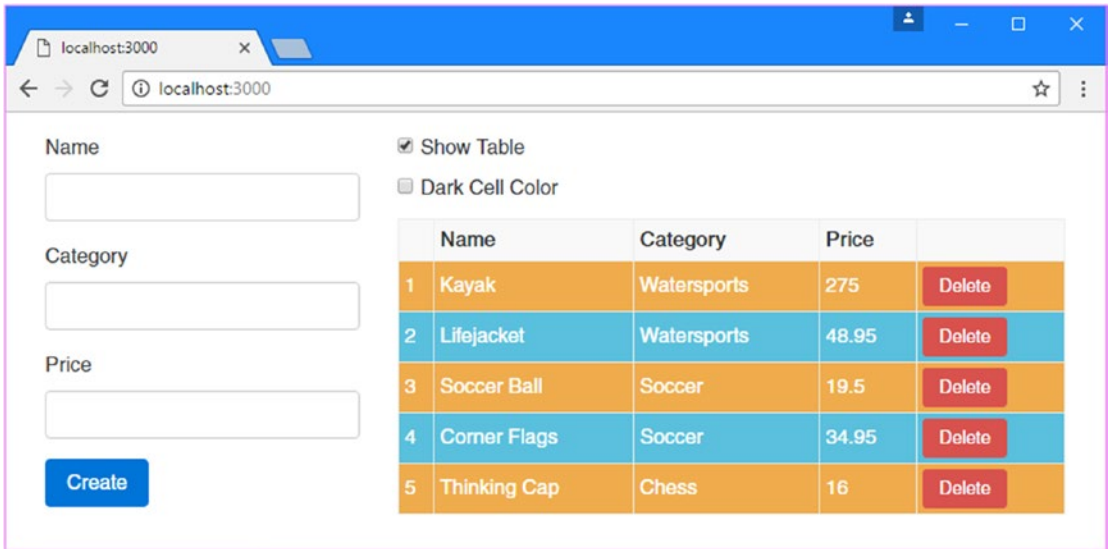 localhost:3000
localhost:3000
Name
Category
Price
Create
Show Table
Dark Cell Color
Name Category Price
1 Kayak Watersports 275 Delete
2 Lifejacket Watersports 48.95 Delete
3 Soccer Ball Soccer 19.5 Delete
4 Corner Flags Soccer 34.95 Delete
5 Thinking Cap Chess 16 Delete